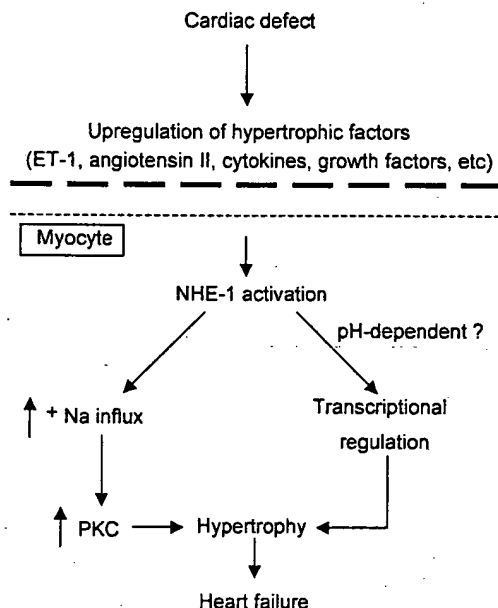 Cardiac defect
Upregulation of hypertrophic factors
(ET-1, angiotensin II, cytokines, growth factors, etc)
Myocyte
NHE-1 activation
pH-dependent ?
+ Na influx
Transcriptional
regulation
PKC
Hypertrophy
Heart failure